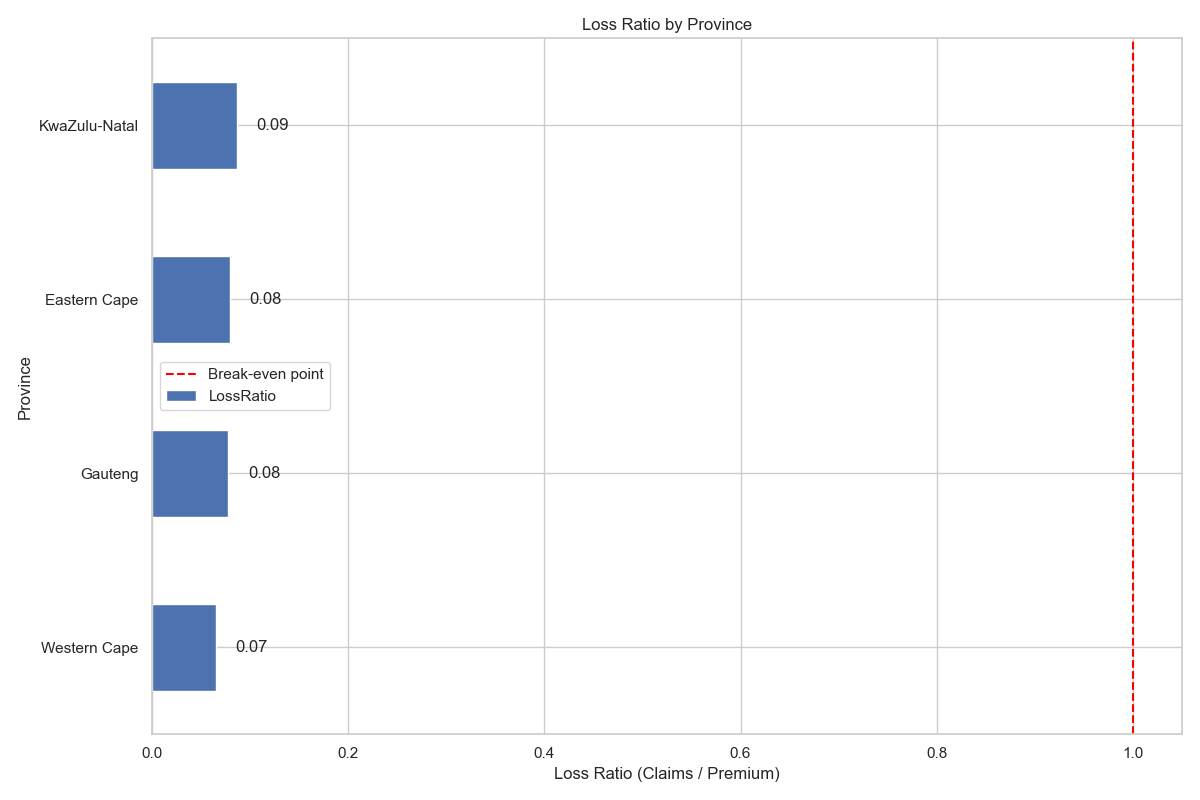 Loss Ratio by Province
KwaZulu-Natal
0.09
Eastern Cape
0.08
Break-even point
LossRatio
Province
Gauteng
0.08
Western Cape
0.07
0.0 0.2 0.4 0.6 0.8 1.0
Loss Ratio (Claims / Premium)